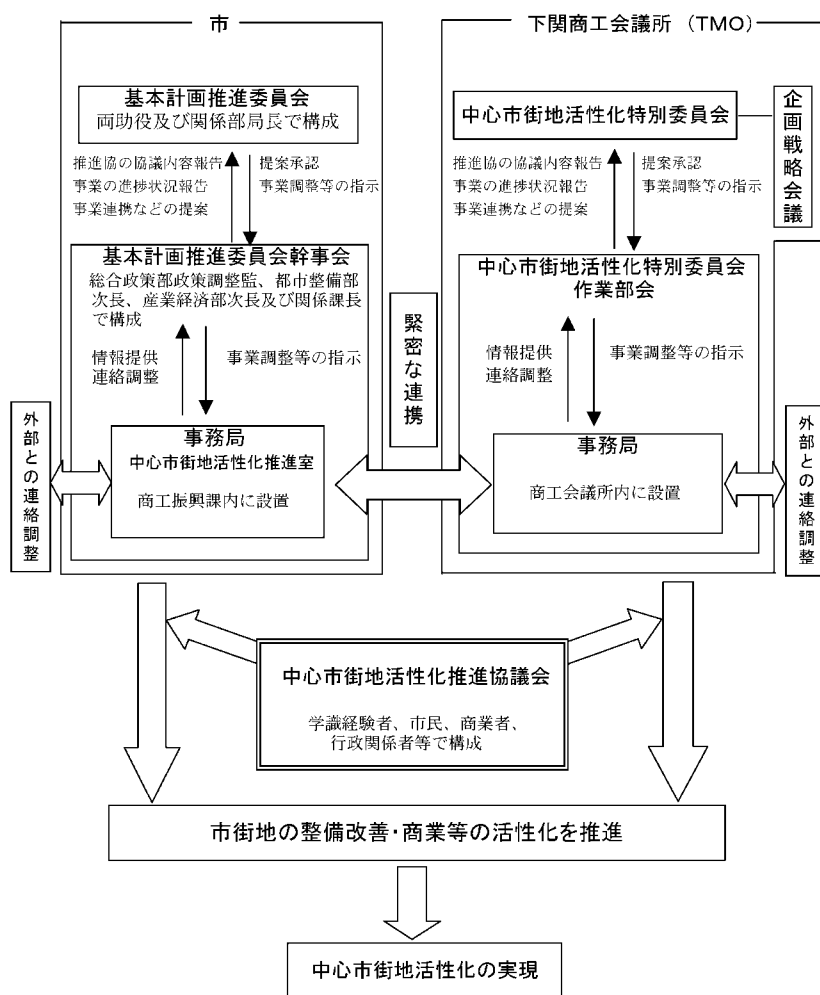 市
基本計画推進委員会
両助役及び関係部局長で構成
推進協の協議内容報告
事業の進捗状況報告
事業連携などの提案
提案承認
事業調整等の指示
基本計画推進委員会幹事会
総合政策部政策調整監、都市整備部
次長、産業経済部次長及び関係課長
で構成
情報提供
連絡調整
事業調整等の指示
事務局
中心市街地活性化推進室
商工振興課内に設置
外部との連絡調整
緊密な連携
下関商工会議所 （TMO）
中心市街地活性化特別委員会
企画戦略会議
推進協の協議内容報告
事業の進捗状況報告
事業連携などの提案
提案承認
事業調整等の指示
中心市街地活性化特別委員会
作業部会
情報提供
連絡調整
事業調整等の指示
事務局
商工会議所内に設置
外部との連絡調整
中心市街地活性化推進協議会
学識経験者、市民、商業者、
行政関係者等で構成
市街地の整備改善・商業等の活性化を推進
中心市街地活性化の実現